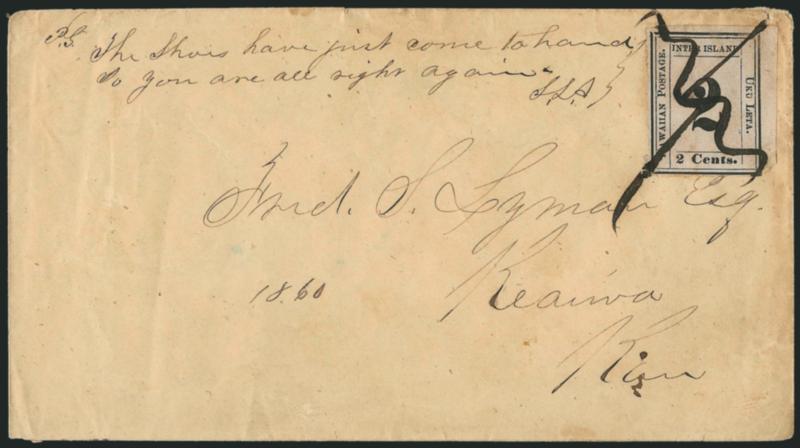 P.S. The Shoes have just come to hand
So you are all right again.
S.L.A
INTER ISLAND
WAIIAN POSTAGE.
UKU LETA.
2
2 Cents.
Fred. S. Lyman Esq.
Keaiwa
Kau
1860